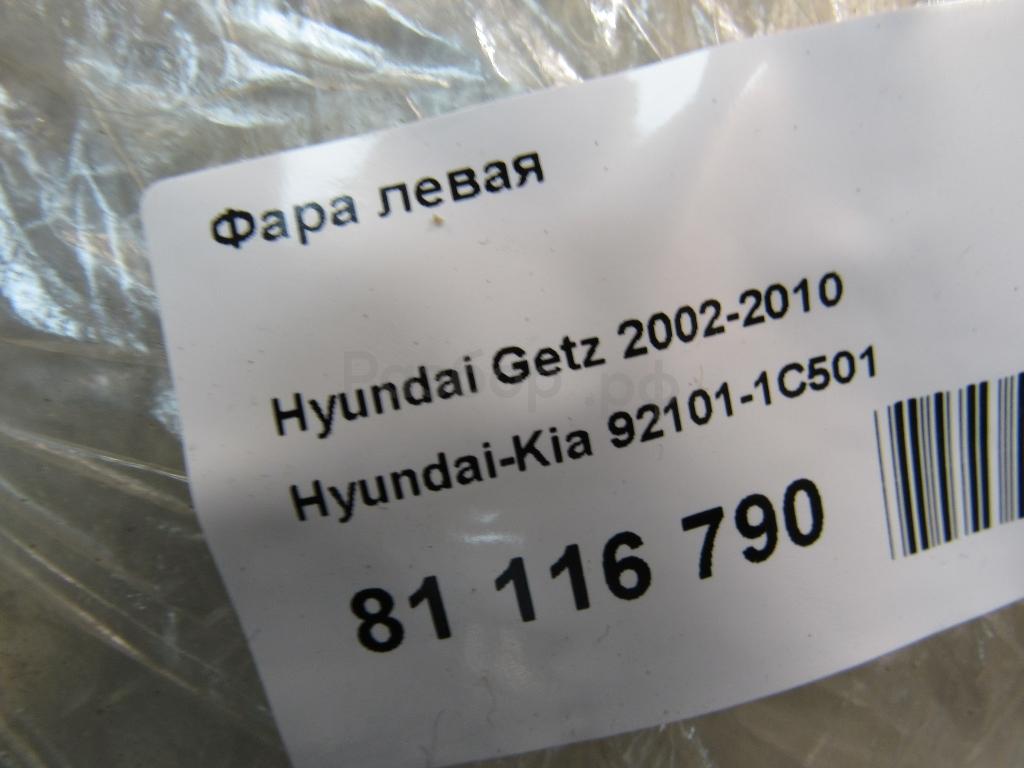 Фара левая
Hyundai Getz 2002-2010
Hyundai-Kia 92101-1C501
81 116 790